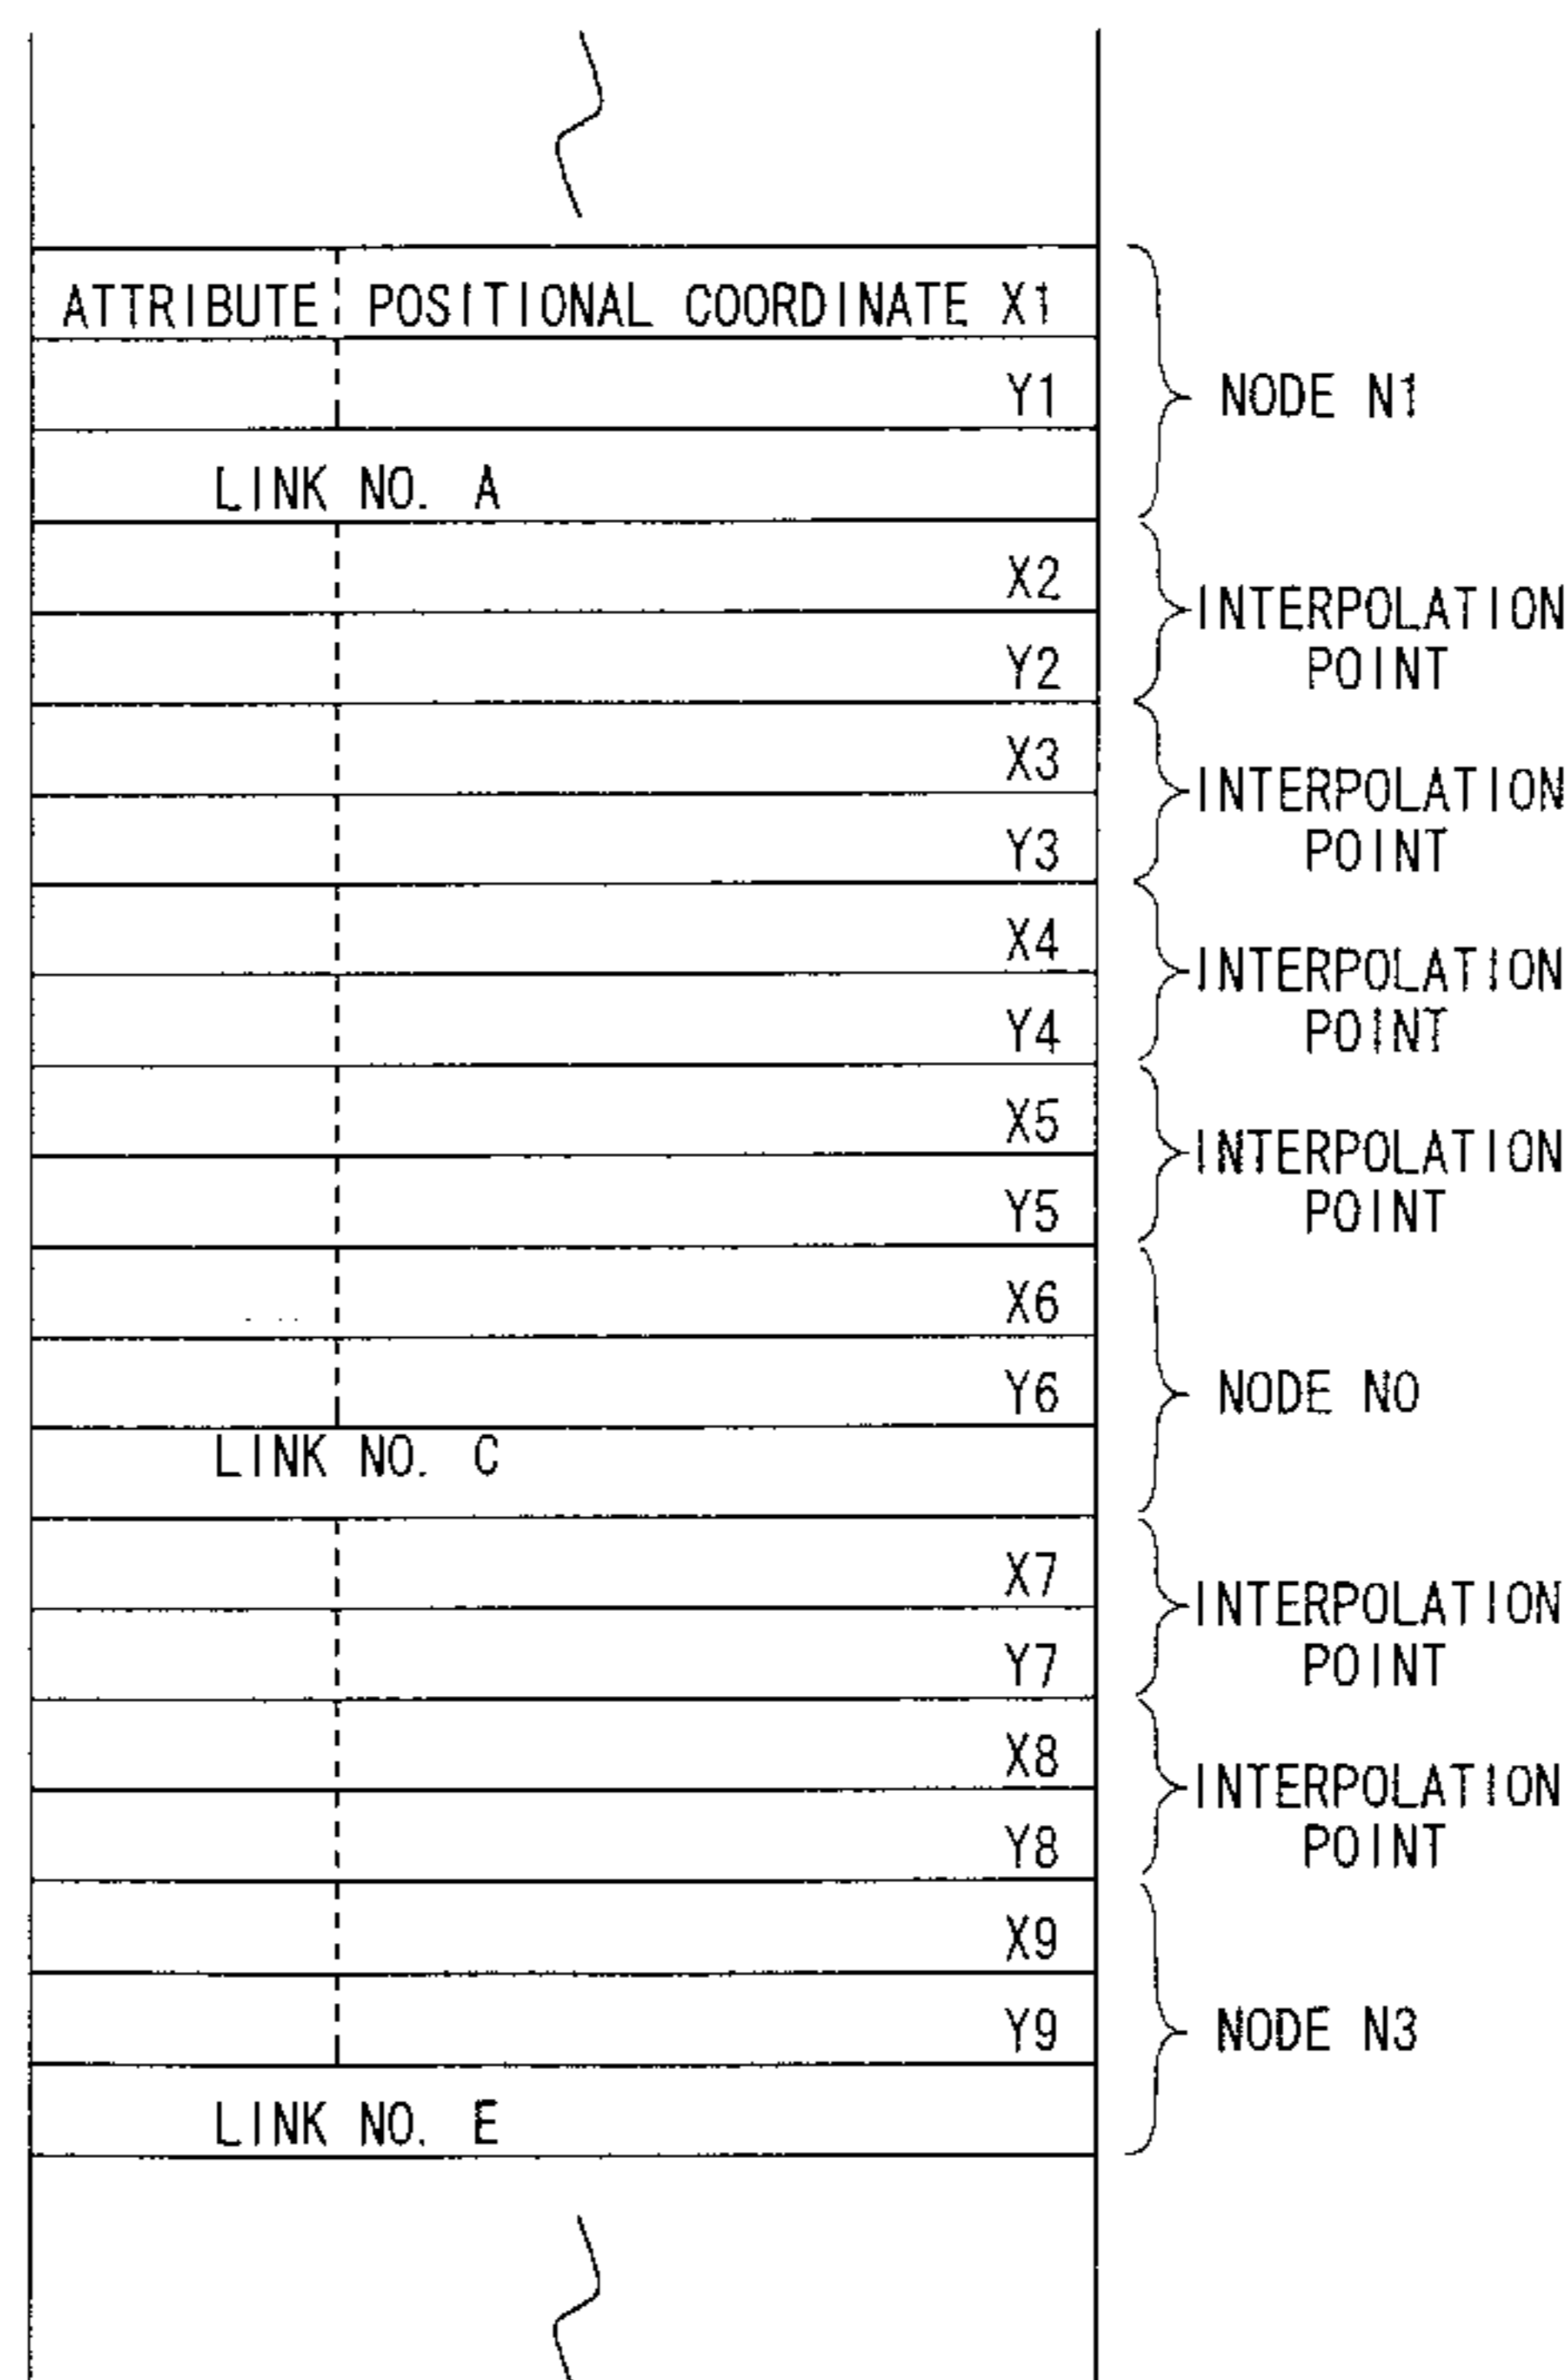 ATTRIBUTE POSITIONAL COORDINATE X1
Y1
NODE N1
LINK NO. A
X2
INTERPOLATION
Y2
POINT
X3
INTERPOLATION
Y3
POINT
X4
INTERPOLATION
Y4
POINT
X5
INTERPOLATION
Y5
POINT
X6
Y6
NODE N0
LINK NO. C
X7
INTERPOLATION
Y7
POINT
X8
INTERPOLATION
Y8
POINT
X9
Y9
NODE N3
LINK NO. E